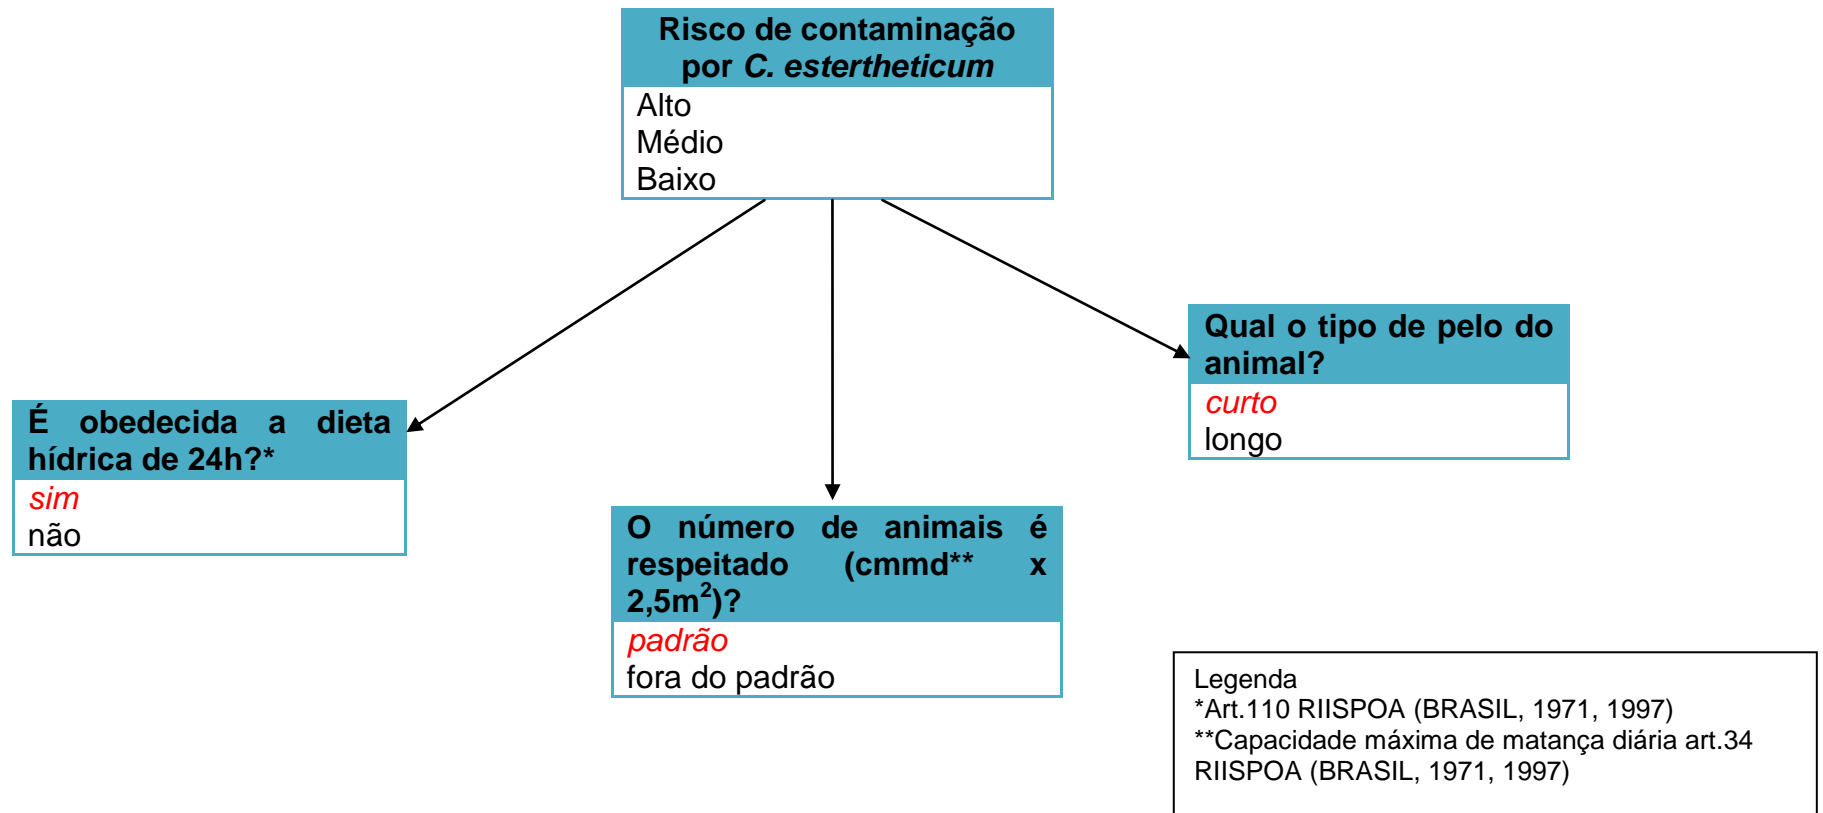 Risco de contaminação
por C. estertheticum
Alto
Médio
Baixo
Qual o tipo de pelo do
animal?
curto
longo
É obedecida a dieta
hídrica de 24h?*
sim
não
O número de animais é
respeitado (cmmd** x
2,5m²)?
padrão
fora do padrão
Legenda
*Art.110 RIISPOA (BRASIL, 1971, 1997)
**Capacidade máxima de matança diária art.34
RIISPOA (BRASIL, 1971, 1997)